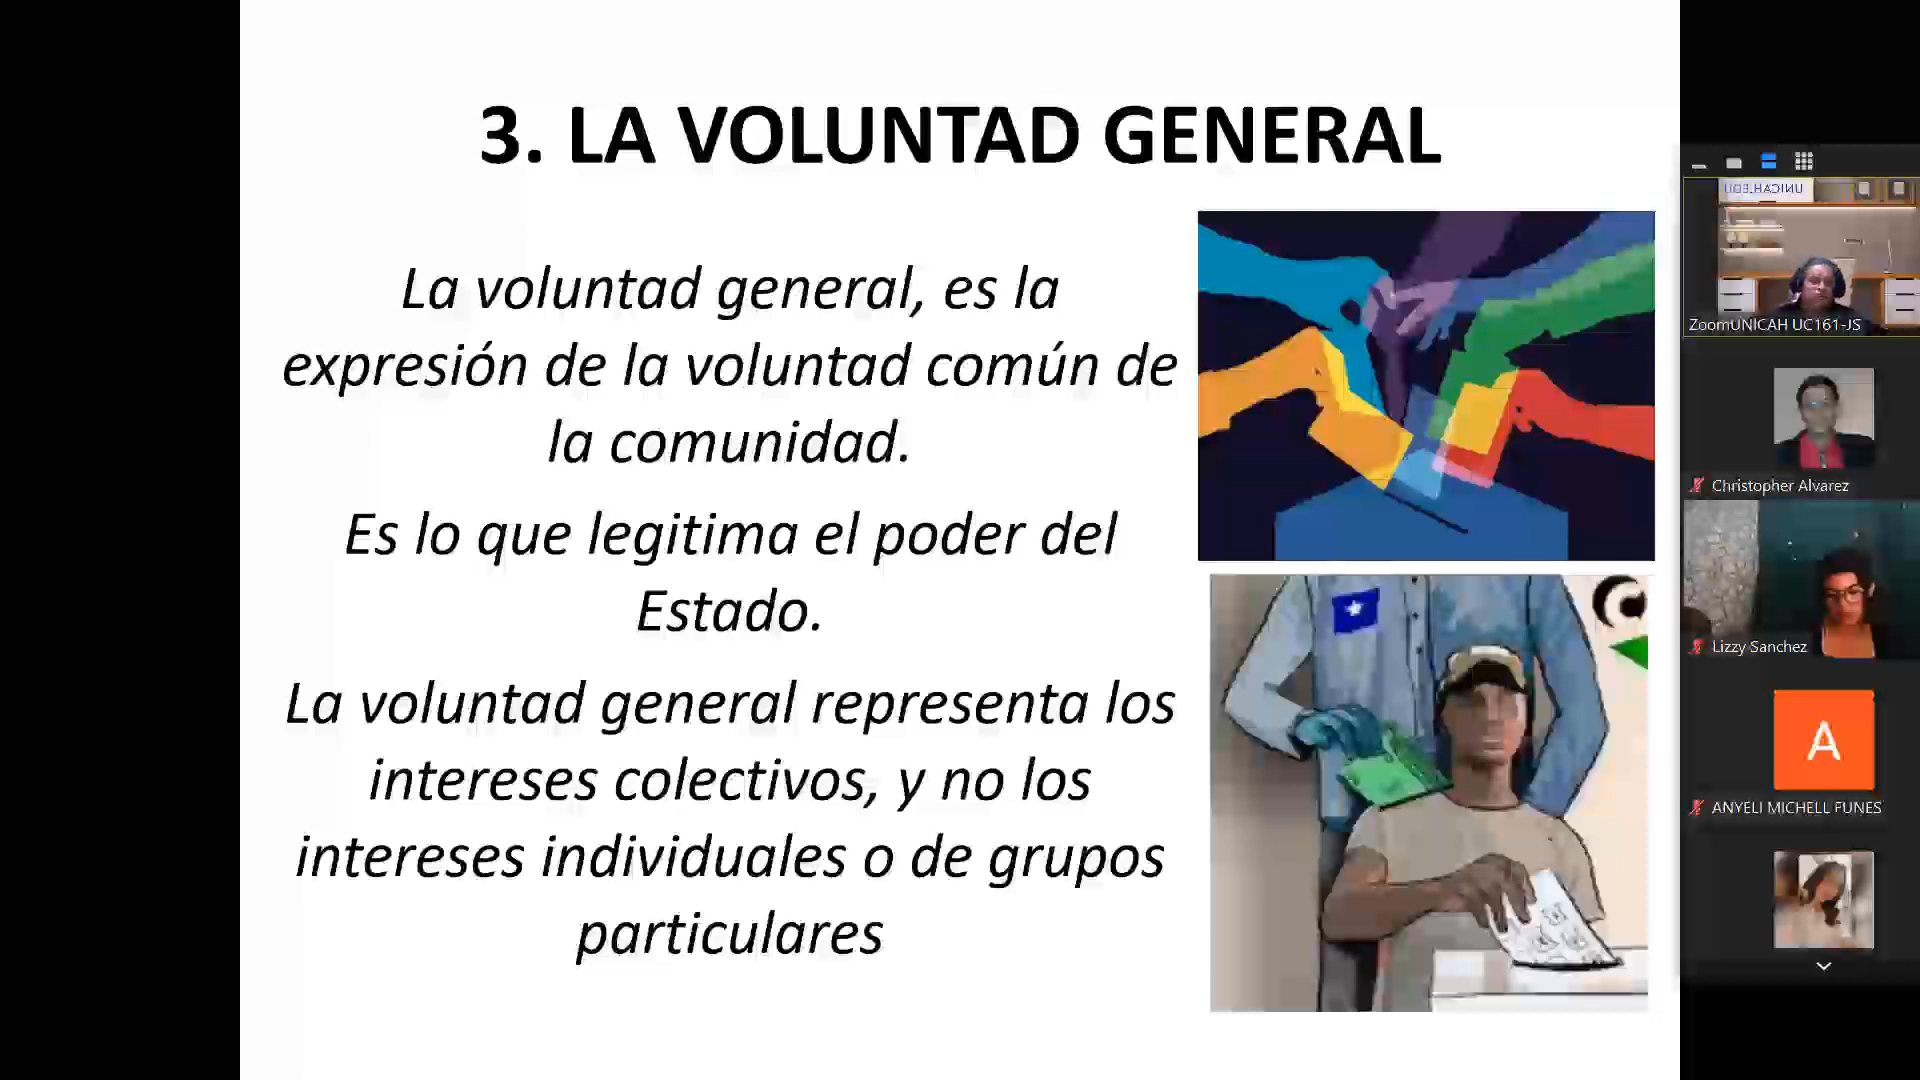 3. LA VOLUNTAD GENERAL
La voluntad general, es la
expresión de la voluntad común de
la comunidad.
Es lo que legitima el poder del
Estado.
La voluntad general representa los
intereses colectivos, y no los
intereses individuales o de grupos
particulares
UNICAH.EDU
ZoomUNICAH UC161-JS
Christopher Alvarez
Lizzy Sanchez
A
ANYELI MICHELL FUNES